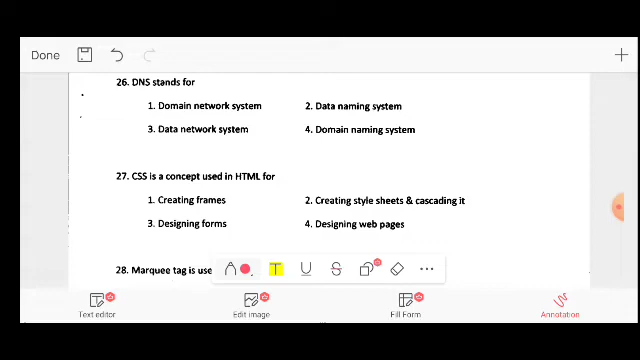 Done
26. DNS stands for
1. Domain network system 2. Data naming system
3. Data network system 4. Domain naming system
27. CSS is a concept used in HTML for
1. Creating frames 2. Creating style sheets & cascading it
3. Designing forms 4. Designing web pages
28. Marquee tag is use
Text editor Edit image Fill Form Annotation